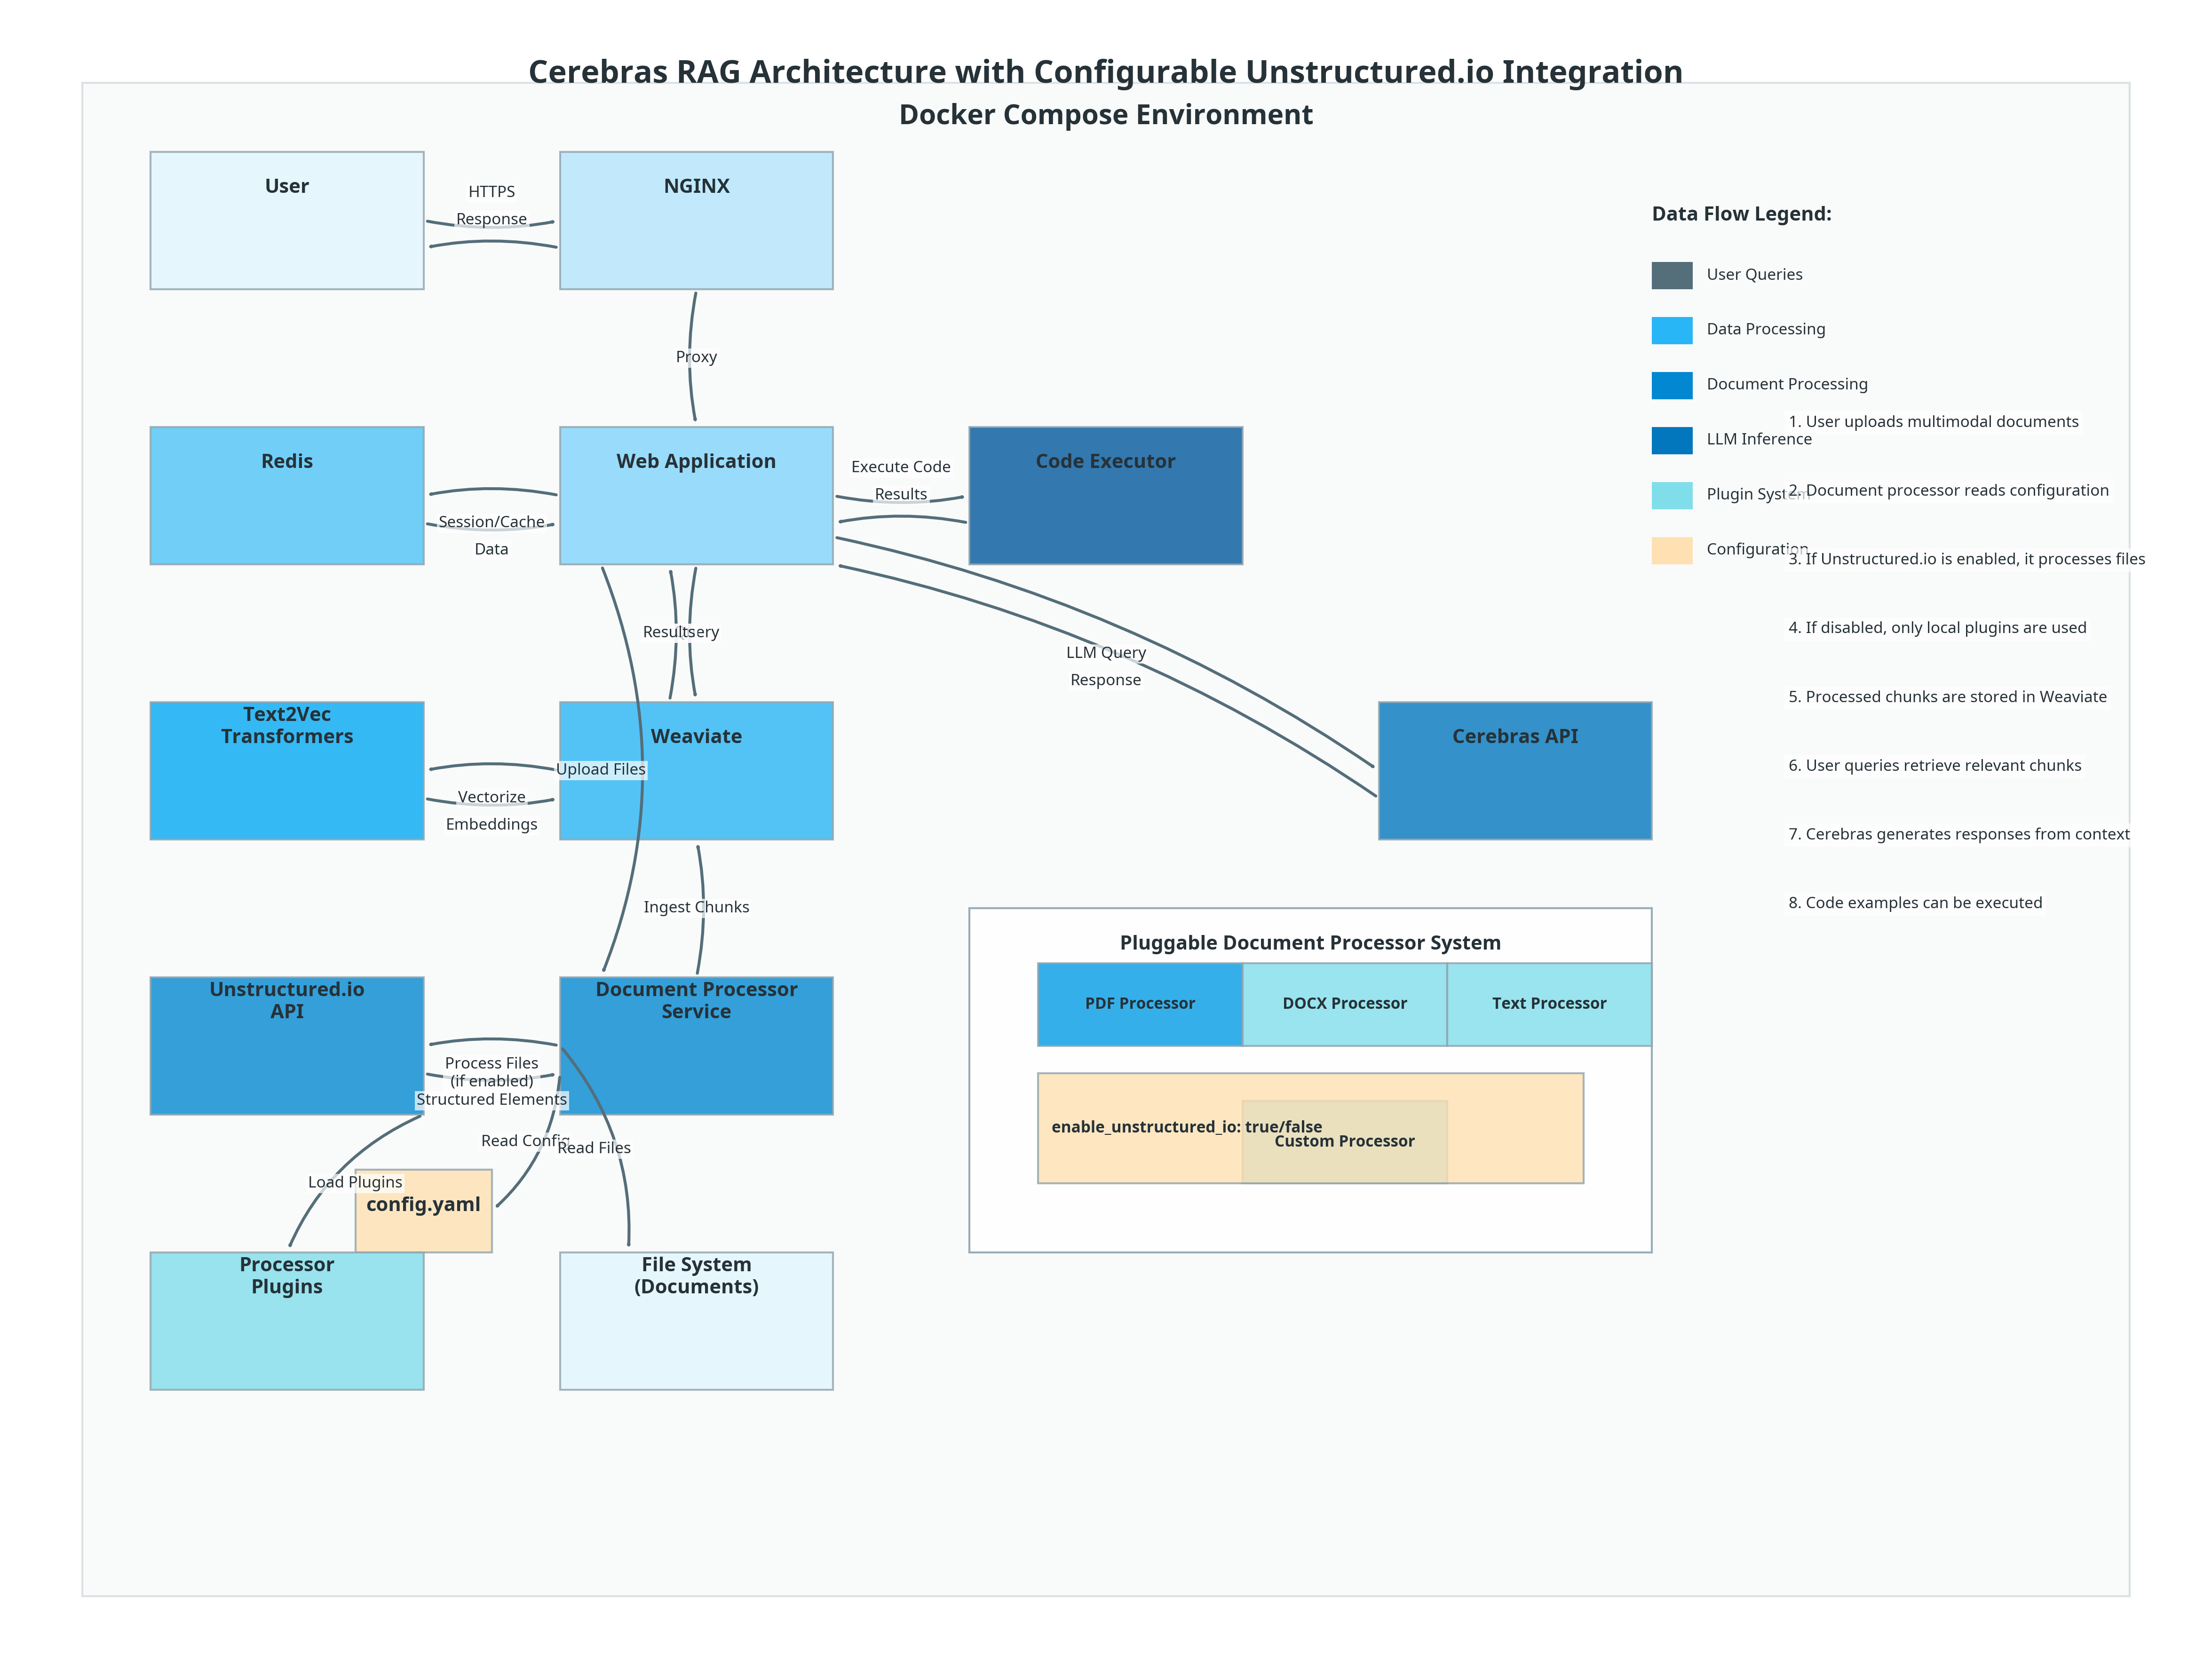 Cerebras RAG Architecture with Configurable Unstructured.io Integration
Docker Compose Environment
User
HTTPS
Response
NGINX
Data Flow Legend:
User Queries
Data Processing
Document Processing
LLM Inference
Plugin System
Configuration
Proxy
Redis
Session/Cache
Data
Web Application
Execute Code
Results
Code Executor
1. User uploads multimodal documents
2. Document processor reads configuration
3. If Unstructured.io is enabled, it processes files
4. If disabled, only local plugins are used
5. Processed chunks are stored in Weaviate
6. User queries retrieve relevant chunks
7. Cerebras generates responses from context
8. Code examples can be executed
Results
LLM Query
Response
Text2Vec
Transformers
Vectorize
Embeddings
Upload Files
Weaviate
Cerebras API
Ingest Chunks
Unstructured.io
API
Process Files
(if enabled)
Structured Elements
Document Processor
Service
Pluggable Document Processor System
PDF Processor
DOCX Processor
Text Processor
enable_unstructured_io: true/false
Custom Processor
Read Config
Read Files
Load Plugins
config.yaml
Processor
Plugins
File System
(Documents)